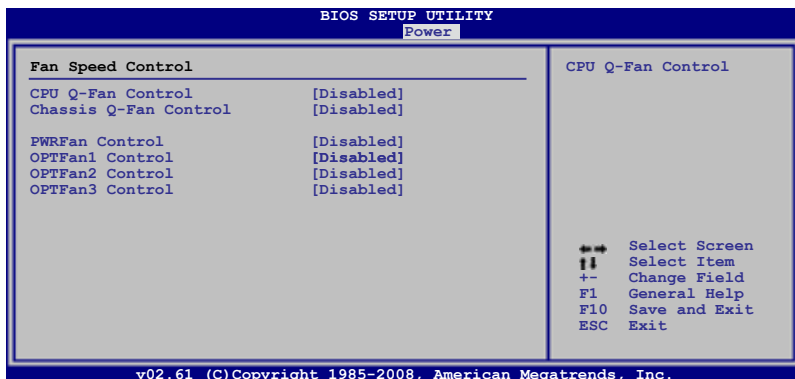 BIOS SETUP UTILITY
Power
Fan Speed Control
CPU Q-Fan Control [Disabled]
Chassis Q-Fan Control [Disabled]
PWRFan Control [Disabled]
OPTFan1 Control [Disabled]
OPTFan2 Control [Disabled]
OPTFan3 Control [Disabled]
CPU Q-Fan Control
←→ Select Screen
↑↓ Select Item
+- Change Field
F1 General Help
F10 Save and Exit
ESC Exit
v02.61 (C)Copyright 1985-2008, American Megatrends, Inc.